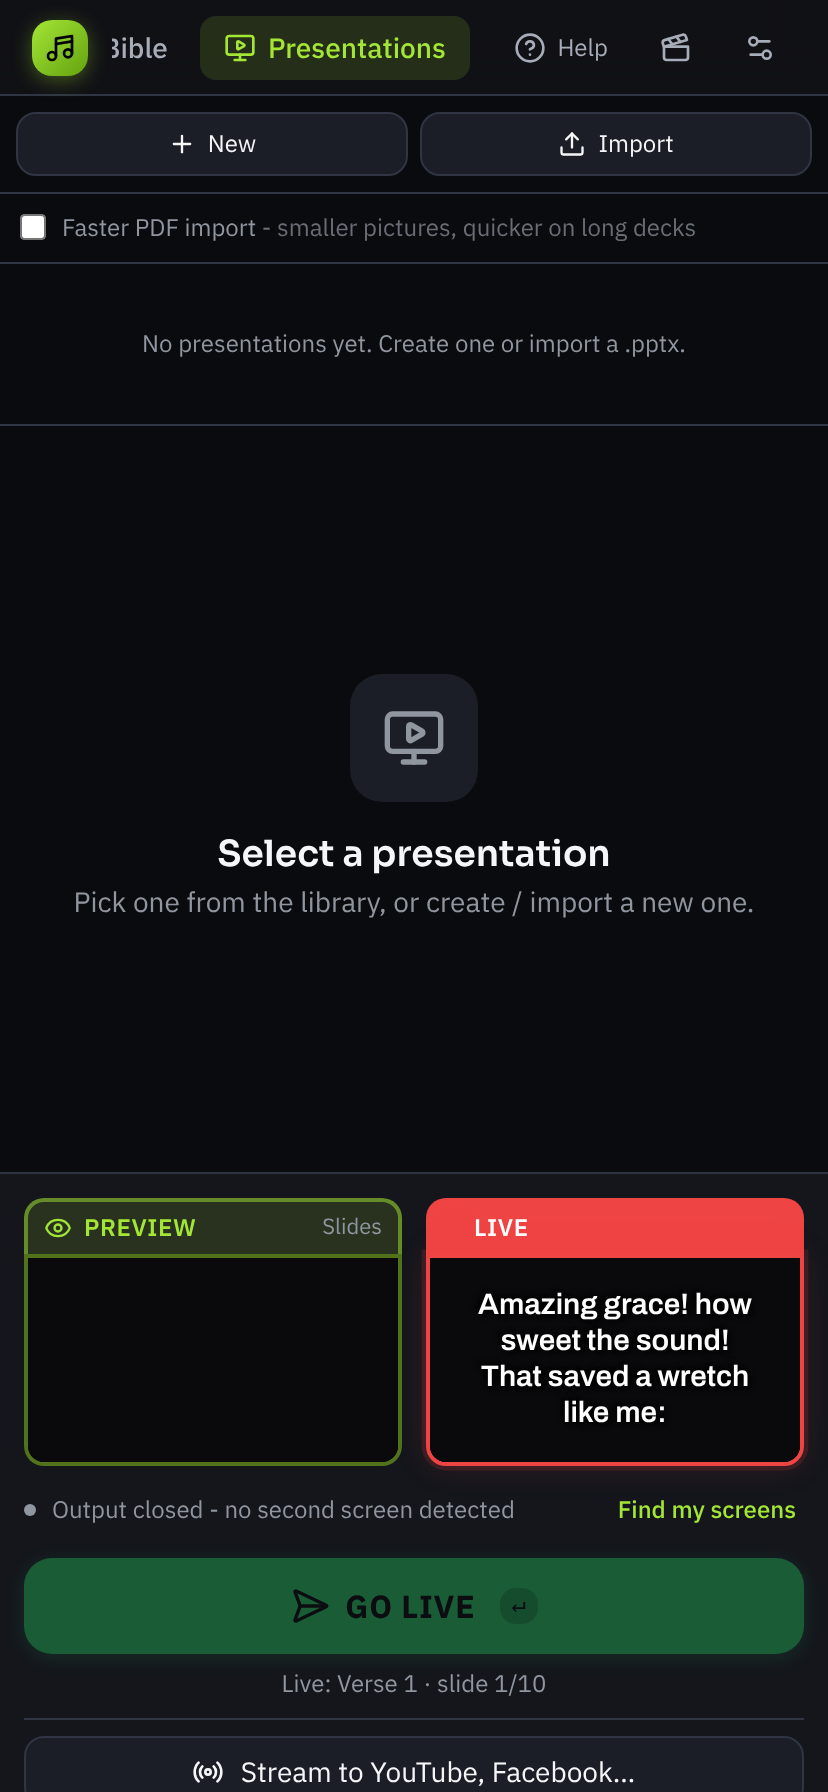 Bible
Presentations
Help
New
Import
Faster PDF import - smaller pictures, quicker on long decks
No presentations yet. Create one or import a .pptx.
Select a presentation
Pick one from the library, or create / import a new one.
PREVIEW
Slides
LIVE
Amazing grace! how
sweet the sound!
That saved a wretch
like me:
Output closed - no second screen detected
Find my screens
GO LIVE ↵
Live: Verse 1 · slide 1/10
Stream to YouTube, Facebook...